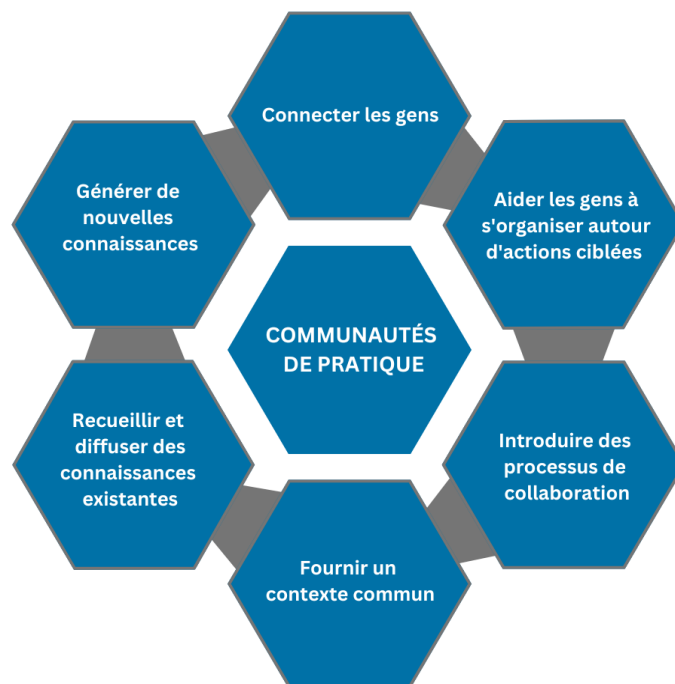 Connecter les gens
Aider les gens à
s'organiser autour
d'actions ciblées
Introduire des
processus de
collaboration
Fournir un
contexte commun
Recueillir et
diffuser des
connaissances
existantes
Générer de
nouvelles
connaissances
COMMUNAUTÉS
DE PRATIQUE